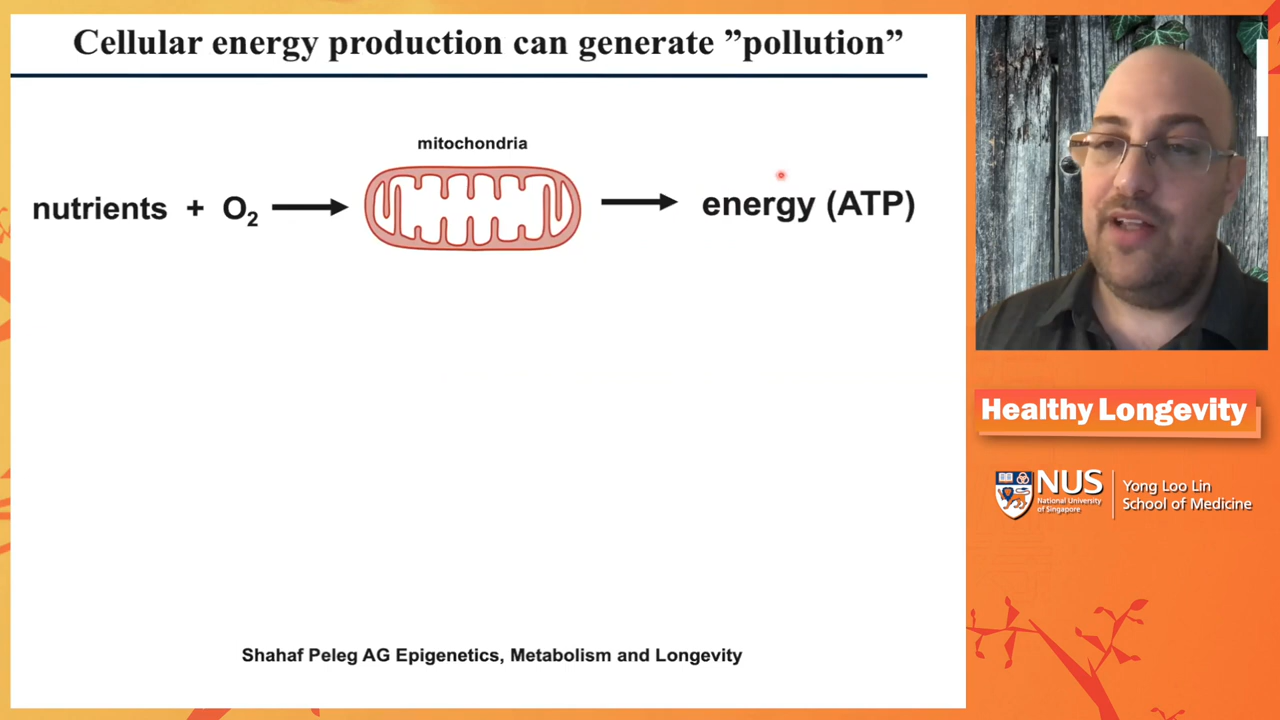 Cellular energy production can generate ”pollution”
mitochondria
nutrients + O₂
energy (ATP)
Shahaf Peleg AG Epigenetics, Metabolism and Longevity
Healthy Longevity
NUS
National University
of Singapore
Yong Loo Lin
School of Medicine